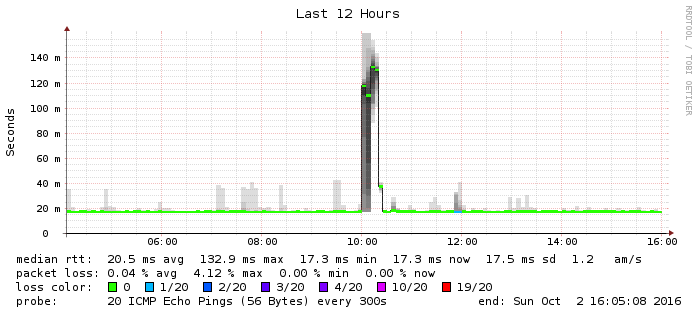 Last 12 Hours
RRDTOOL / TOBI OETIKER
Seconds
140 m
120 m
100 m
80 m
60 m
40 m
20 m
0
06:00 08:00 10:00 12:00 14:00 16:00
median rtt: 20.5 ms avg 132.9 ms max 17.3 ms min 17.3 ms now 17.5 ms sd 1.2 am/s
packet loss: 0.04 % avg 4.12 % max 0.00 % min 0.00 % now
loss color: 0 1/20 2/20 3/20 4/20 10/20 19/20
probe: 20 ICMP Echo Pings (56 Bytes) every 300s end: Sun Oct 2 16:05:08 2016